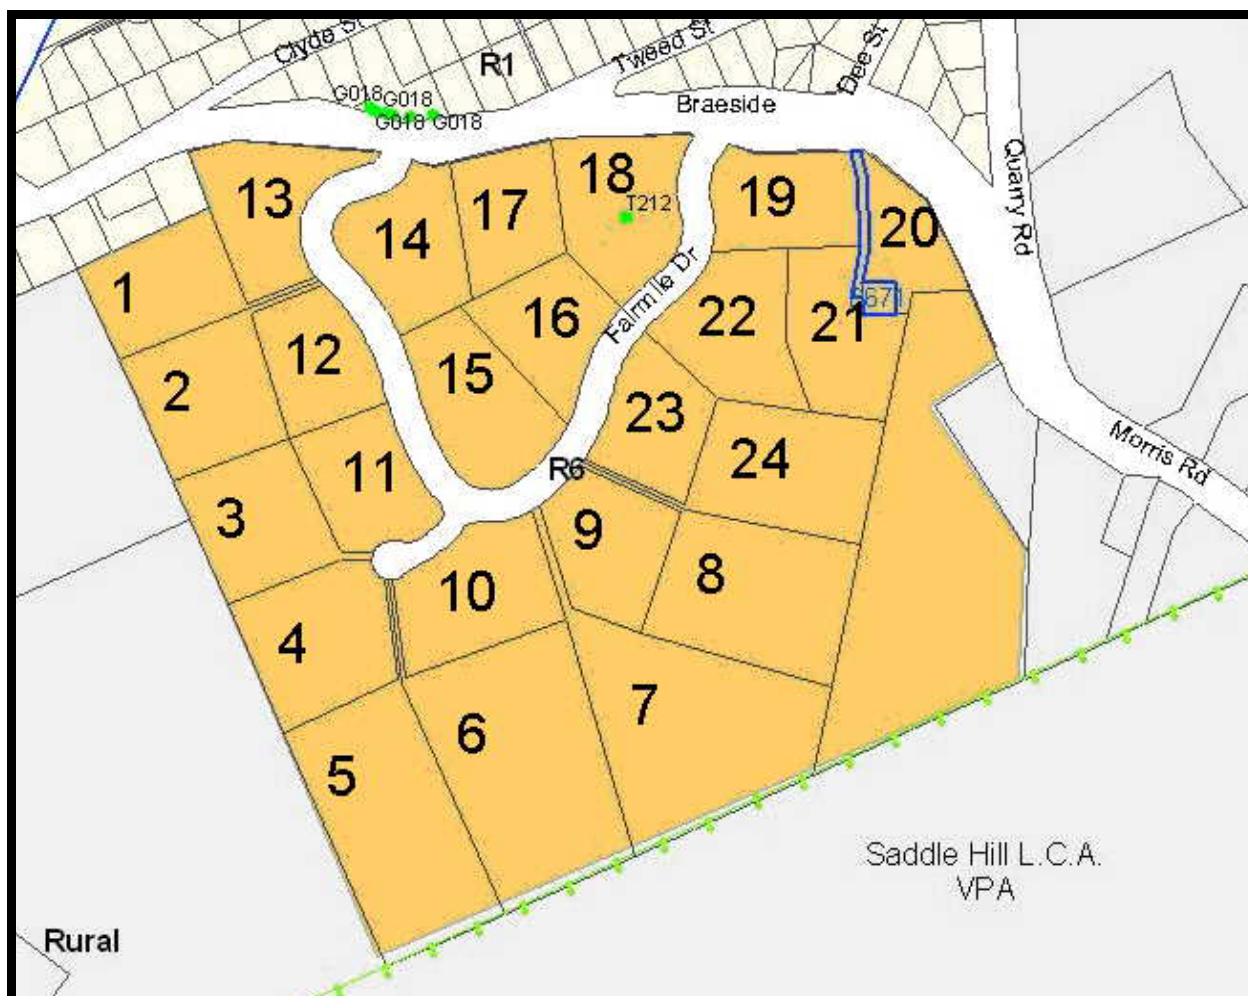 Clyde St
R1
Tweed St
Dee St
G018
G018
G018
G018
Braeside
Quarry Rd
13
18
T212
19
20
14
17
1
16
Fairmile Dr
22
21
12
15
2
23
24
Morris Rd
11
R6
3
9
8
10
4
7
6
5
Saddle Hill L.C.A.
VPA
Rural